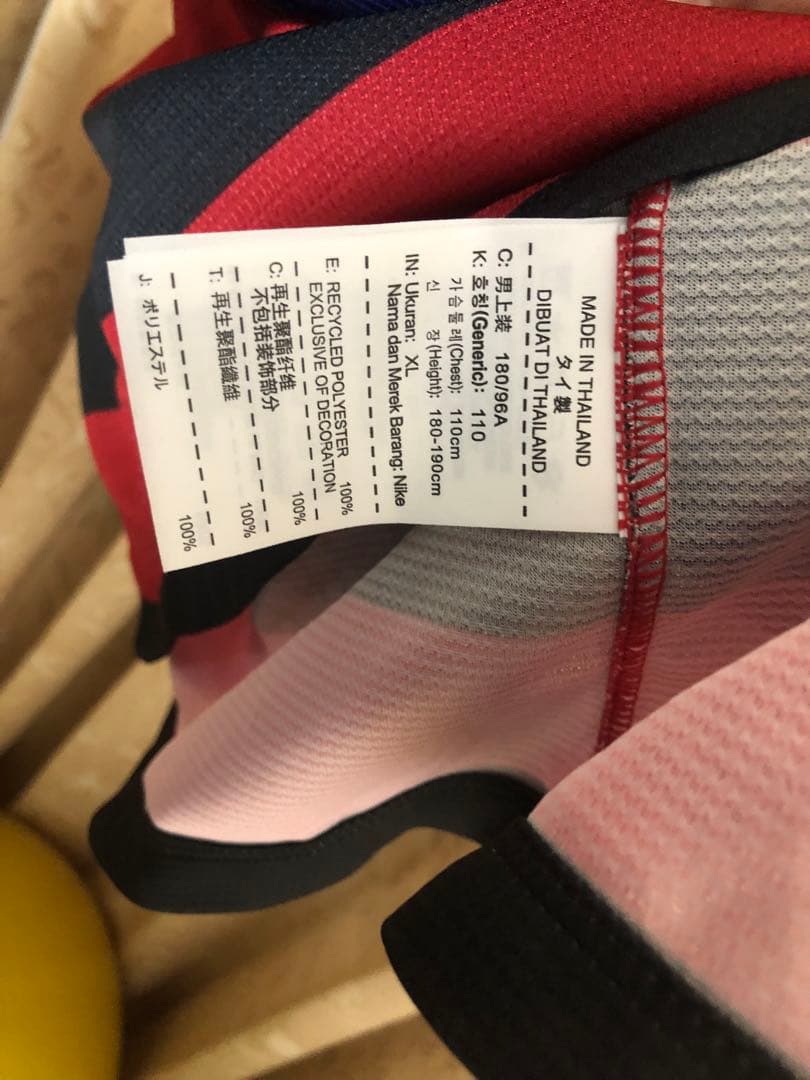 MADE IN THAILAND
タイ製
DIBUAT DI THAILAND
C: 男上装 180/96A
K: 호칭(Generic): 110
가슴둘레(Chest): 110cm
신 장(Height): 180-190cm
IN: Ukuran: XL
Nama dan Merek Barang: Nike
E: RECYCLED POLYESTER 100%
EXCLUSIVE OF DECORATION
C: 再生聚酯纤维 100%
不包括装饰部分
T: 再生聚酯纖維 100%
J: ポリエステル 100%